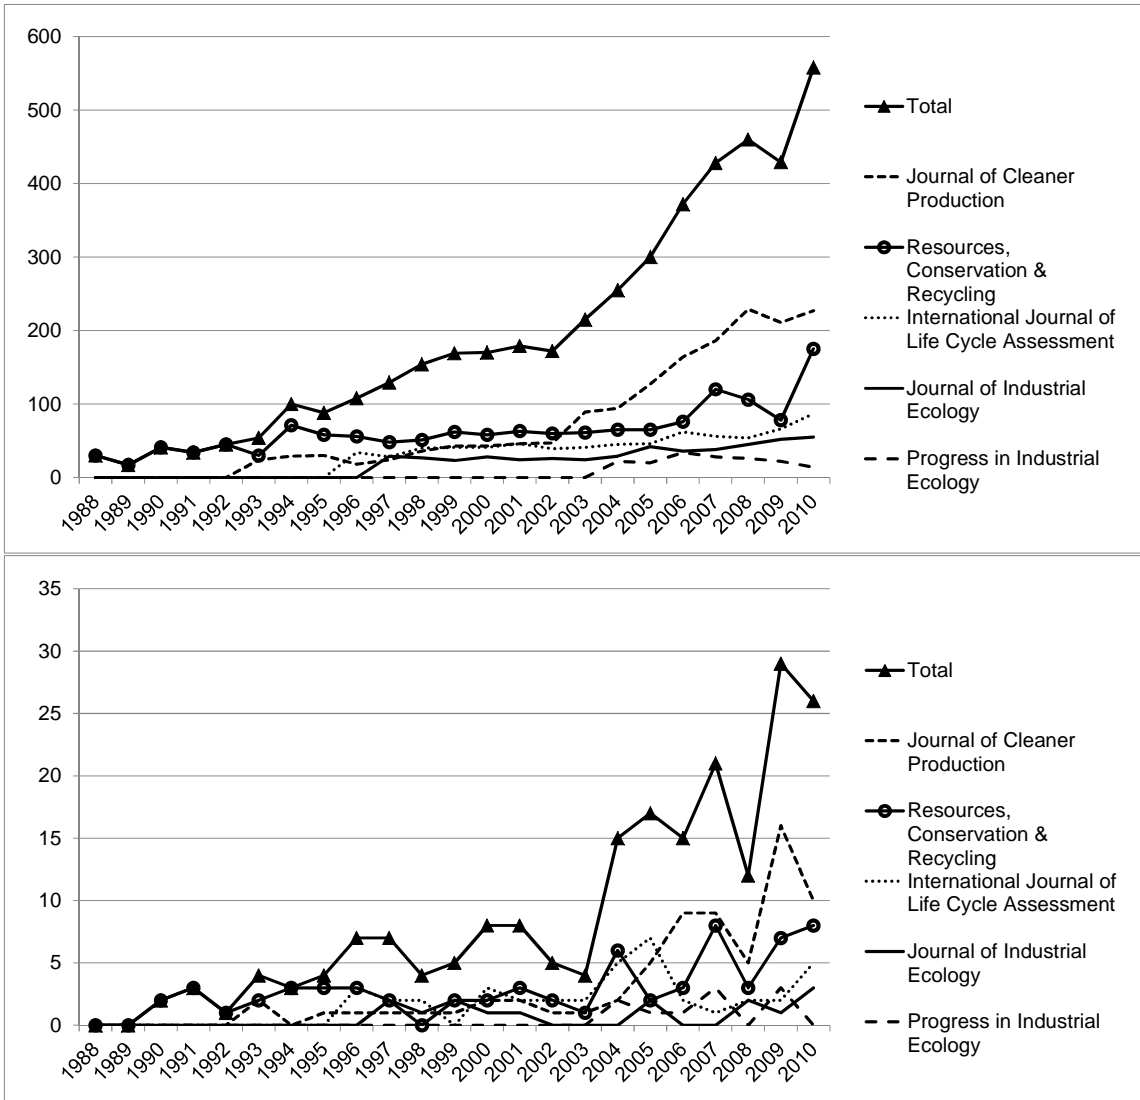 600
500
400
300
200
100
0
1988
1989
1990
1991
1992
1993
1994
1995
1996
1997
1998
1999
2000
2001
2002
2003
2004
2005
2006
2007
2008
2009
2010
Total
Journal of Cleaner
Production
Resources,
Conservation &
Recycling
International Journal of
Life Cycle Assessment
Journal of Industrial
Ecology
Progress in Industrial
Ecology
35
30
25
20
15
10
5
0
1988
1989
1990
1991
1992
1993
1994
1995
1996
1997
1998
1999
2000
2001
2002
2003
2004
2005
2006
2007
2008
2009
2010
Total
Journal of Cleaner
Production
Resources,
Conservation &
Recycling
International Journal of
Life Cycle Assessment
Journal of Industrial
Ecology
Progress in Industrial
Ecology